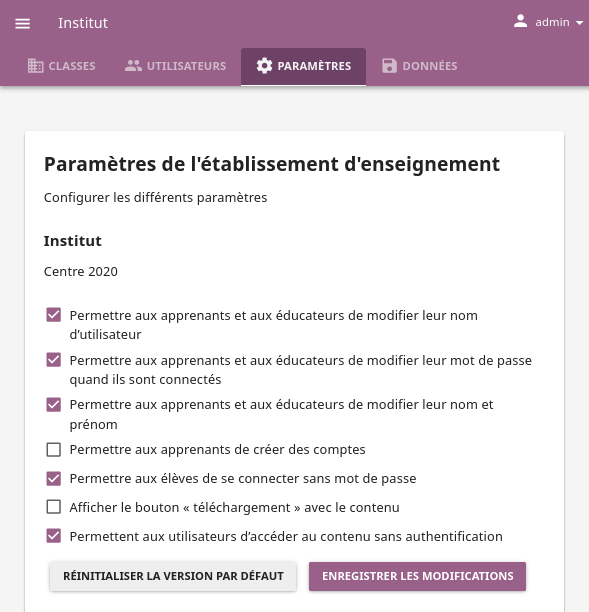 Institut
admin
CLASSES
UTILISATEURS
PARAMÈTRES
DONNÉES
Paramètres de l'établissement d'enseignement
Configurer les différents paramètres
Institut
Centre 2020
Permettre aux apprenants et aux éducateurs de modifier leur nom
d’utilisateur
Permettre aux apprenants et aux éducateurs de modifier leur mot de passe
quand ils sont connectés
Permettre aux apprenants et aux éducateurs de modifier leur nom et
prénom
Permettre aux apprenants de créer des comptes
Permettre aux élèves de se connecter sans mot de passe
Afficher le bouton « téléchargement » avec le contenu
Permettent aux utilisateurs d’accéder au contenu sans authentification
RÉINITIALISER LA VERSION PAR DÉFAUT
ENREGISTRER LES MODIFICATIONS